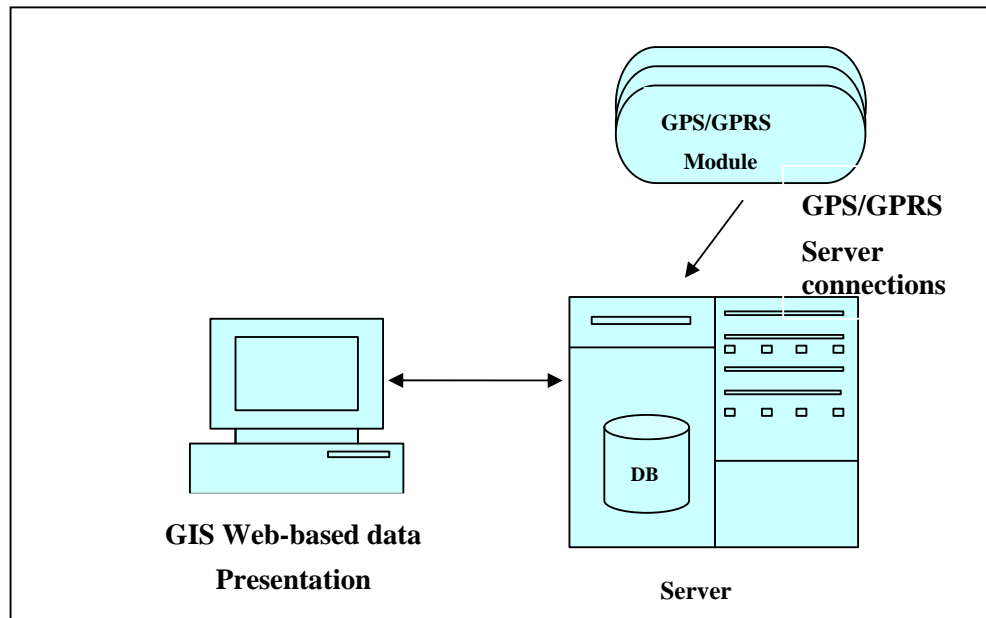 GPS/GPRS
Module
GPS/GPRS
Server
connections
DB
GIS Web-based data
Presentation
Server